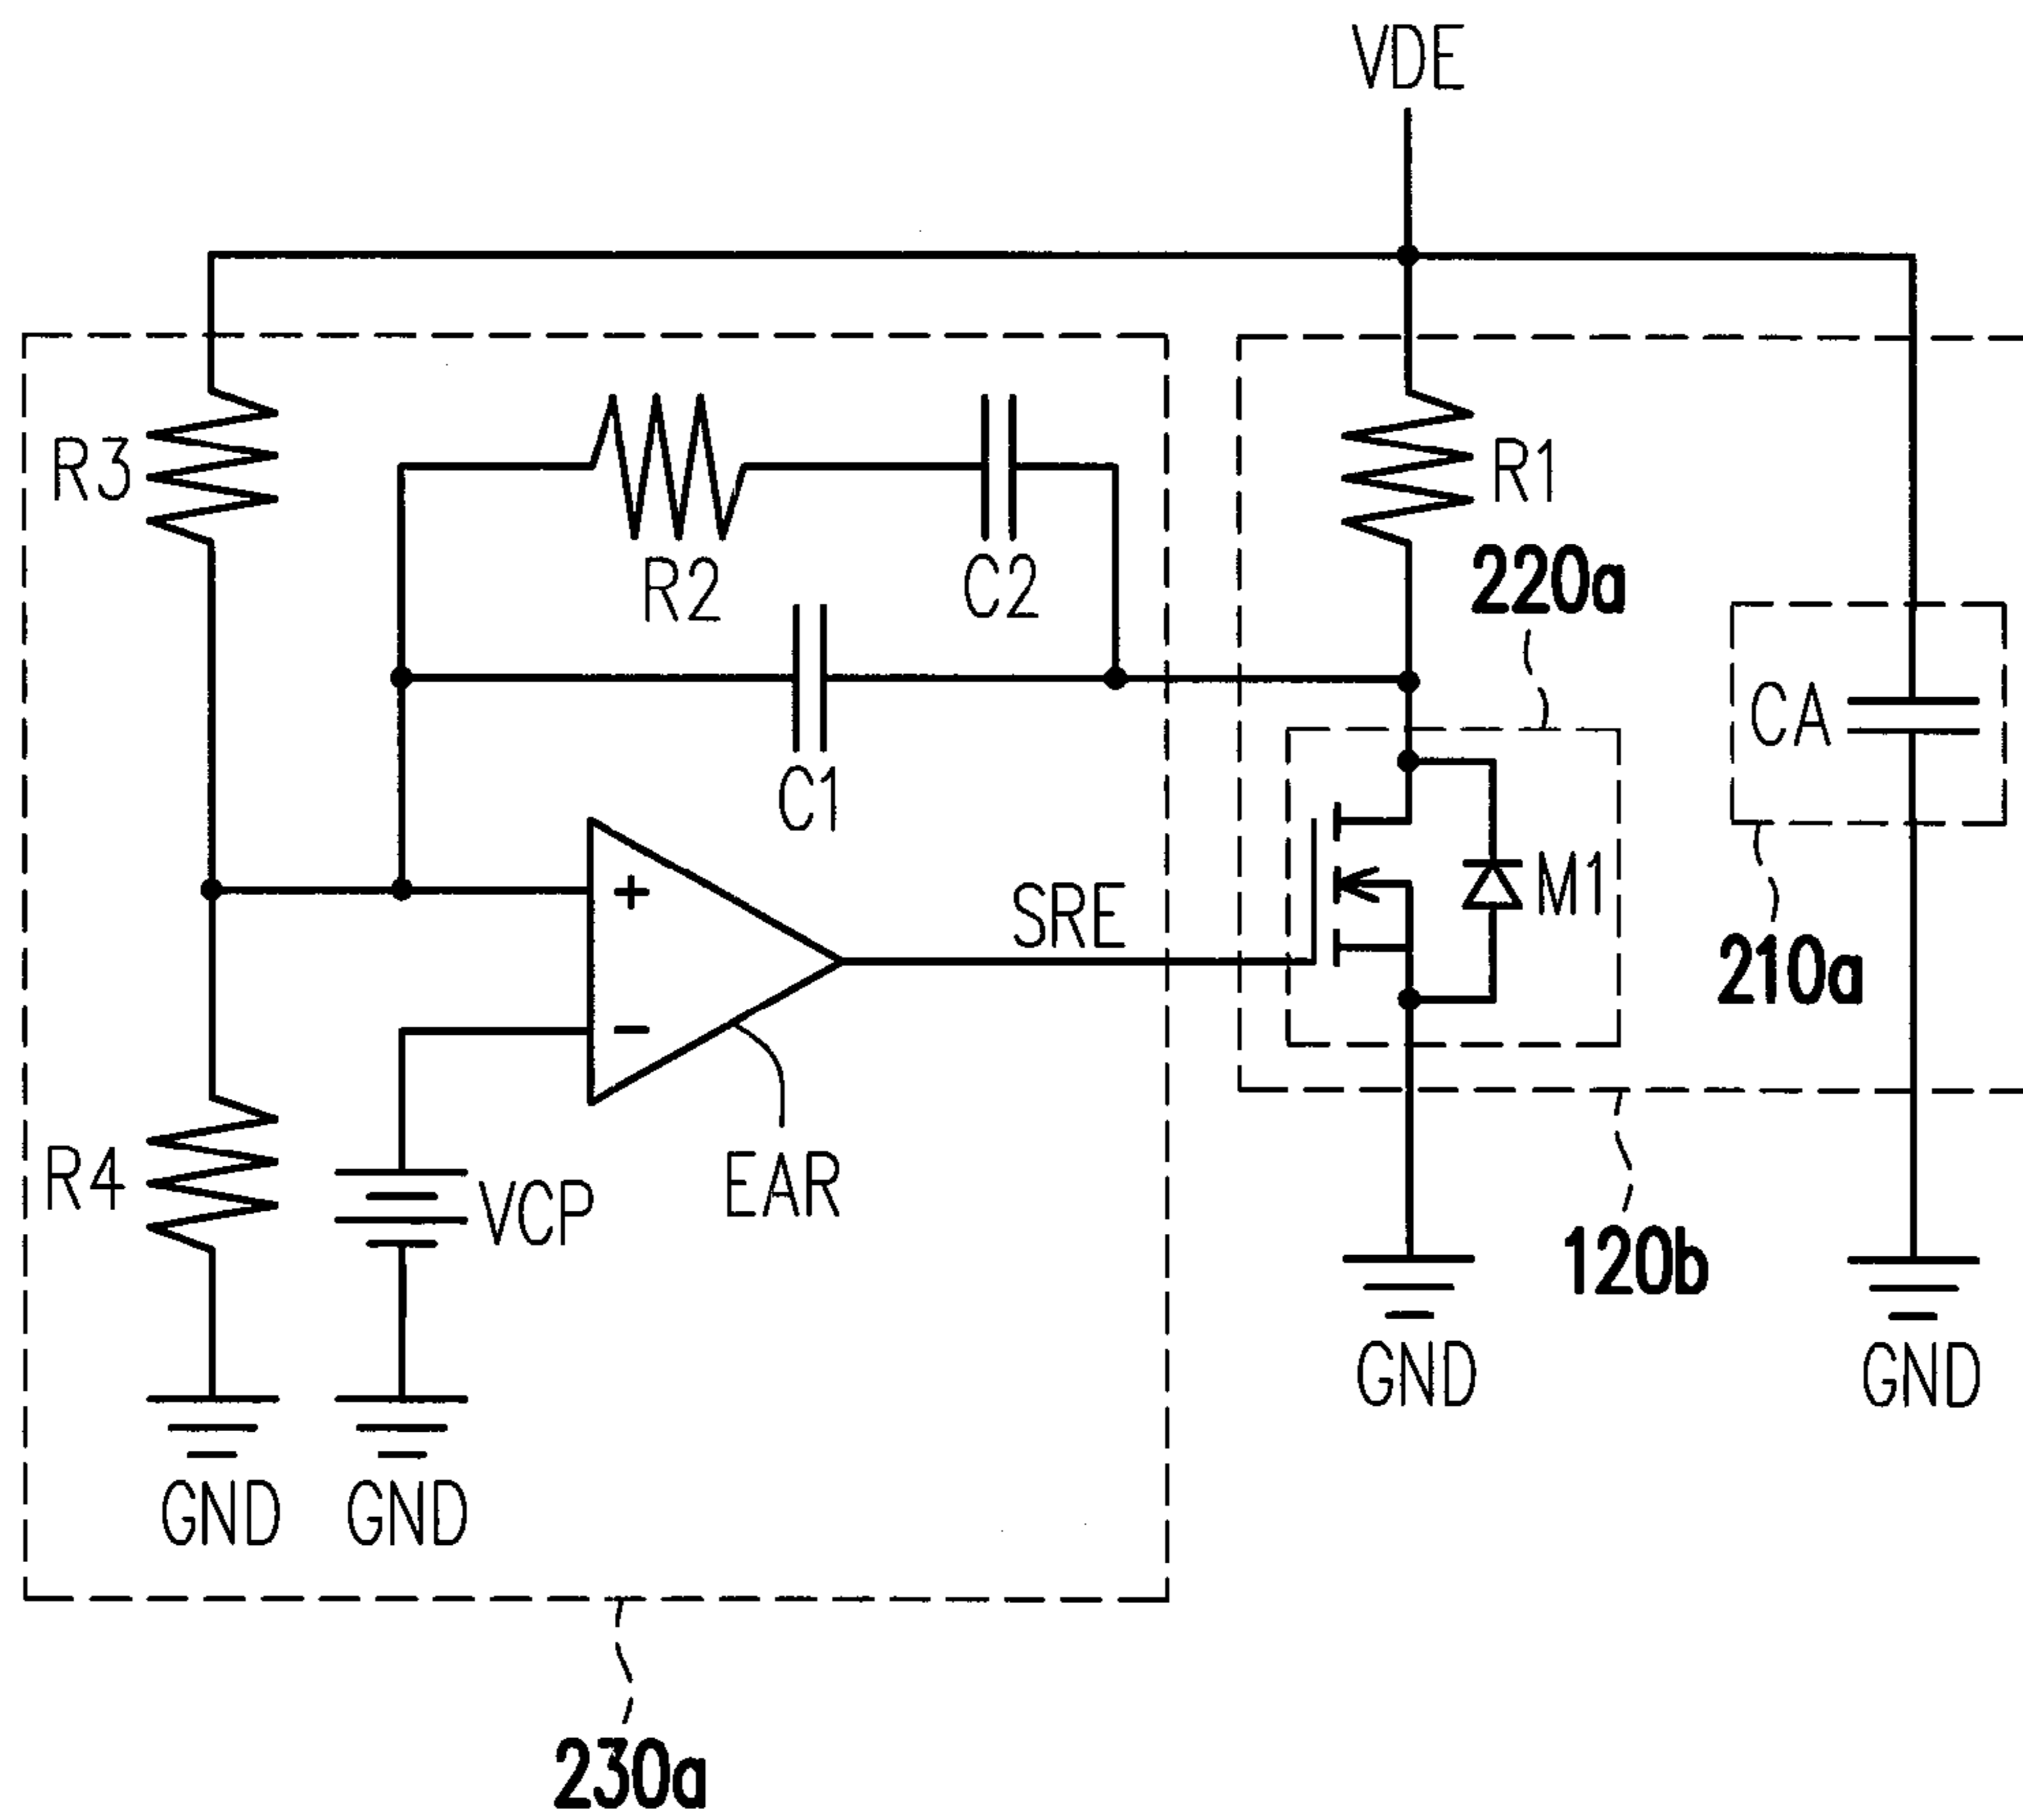 VDE
R3
R2
C2
R1
220a
C1
CA
+
SRE
M1
210a
−
R4
VCP
EAR
120b
GND
GND
GND
GND
230a